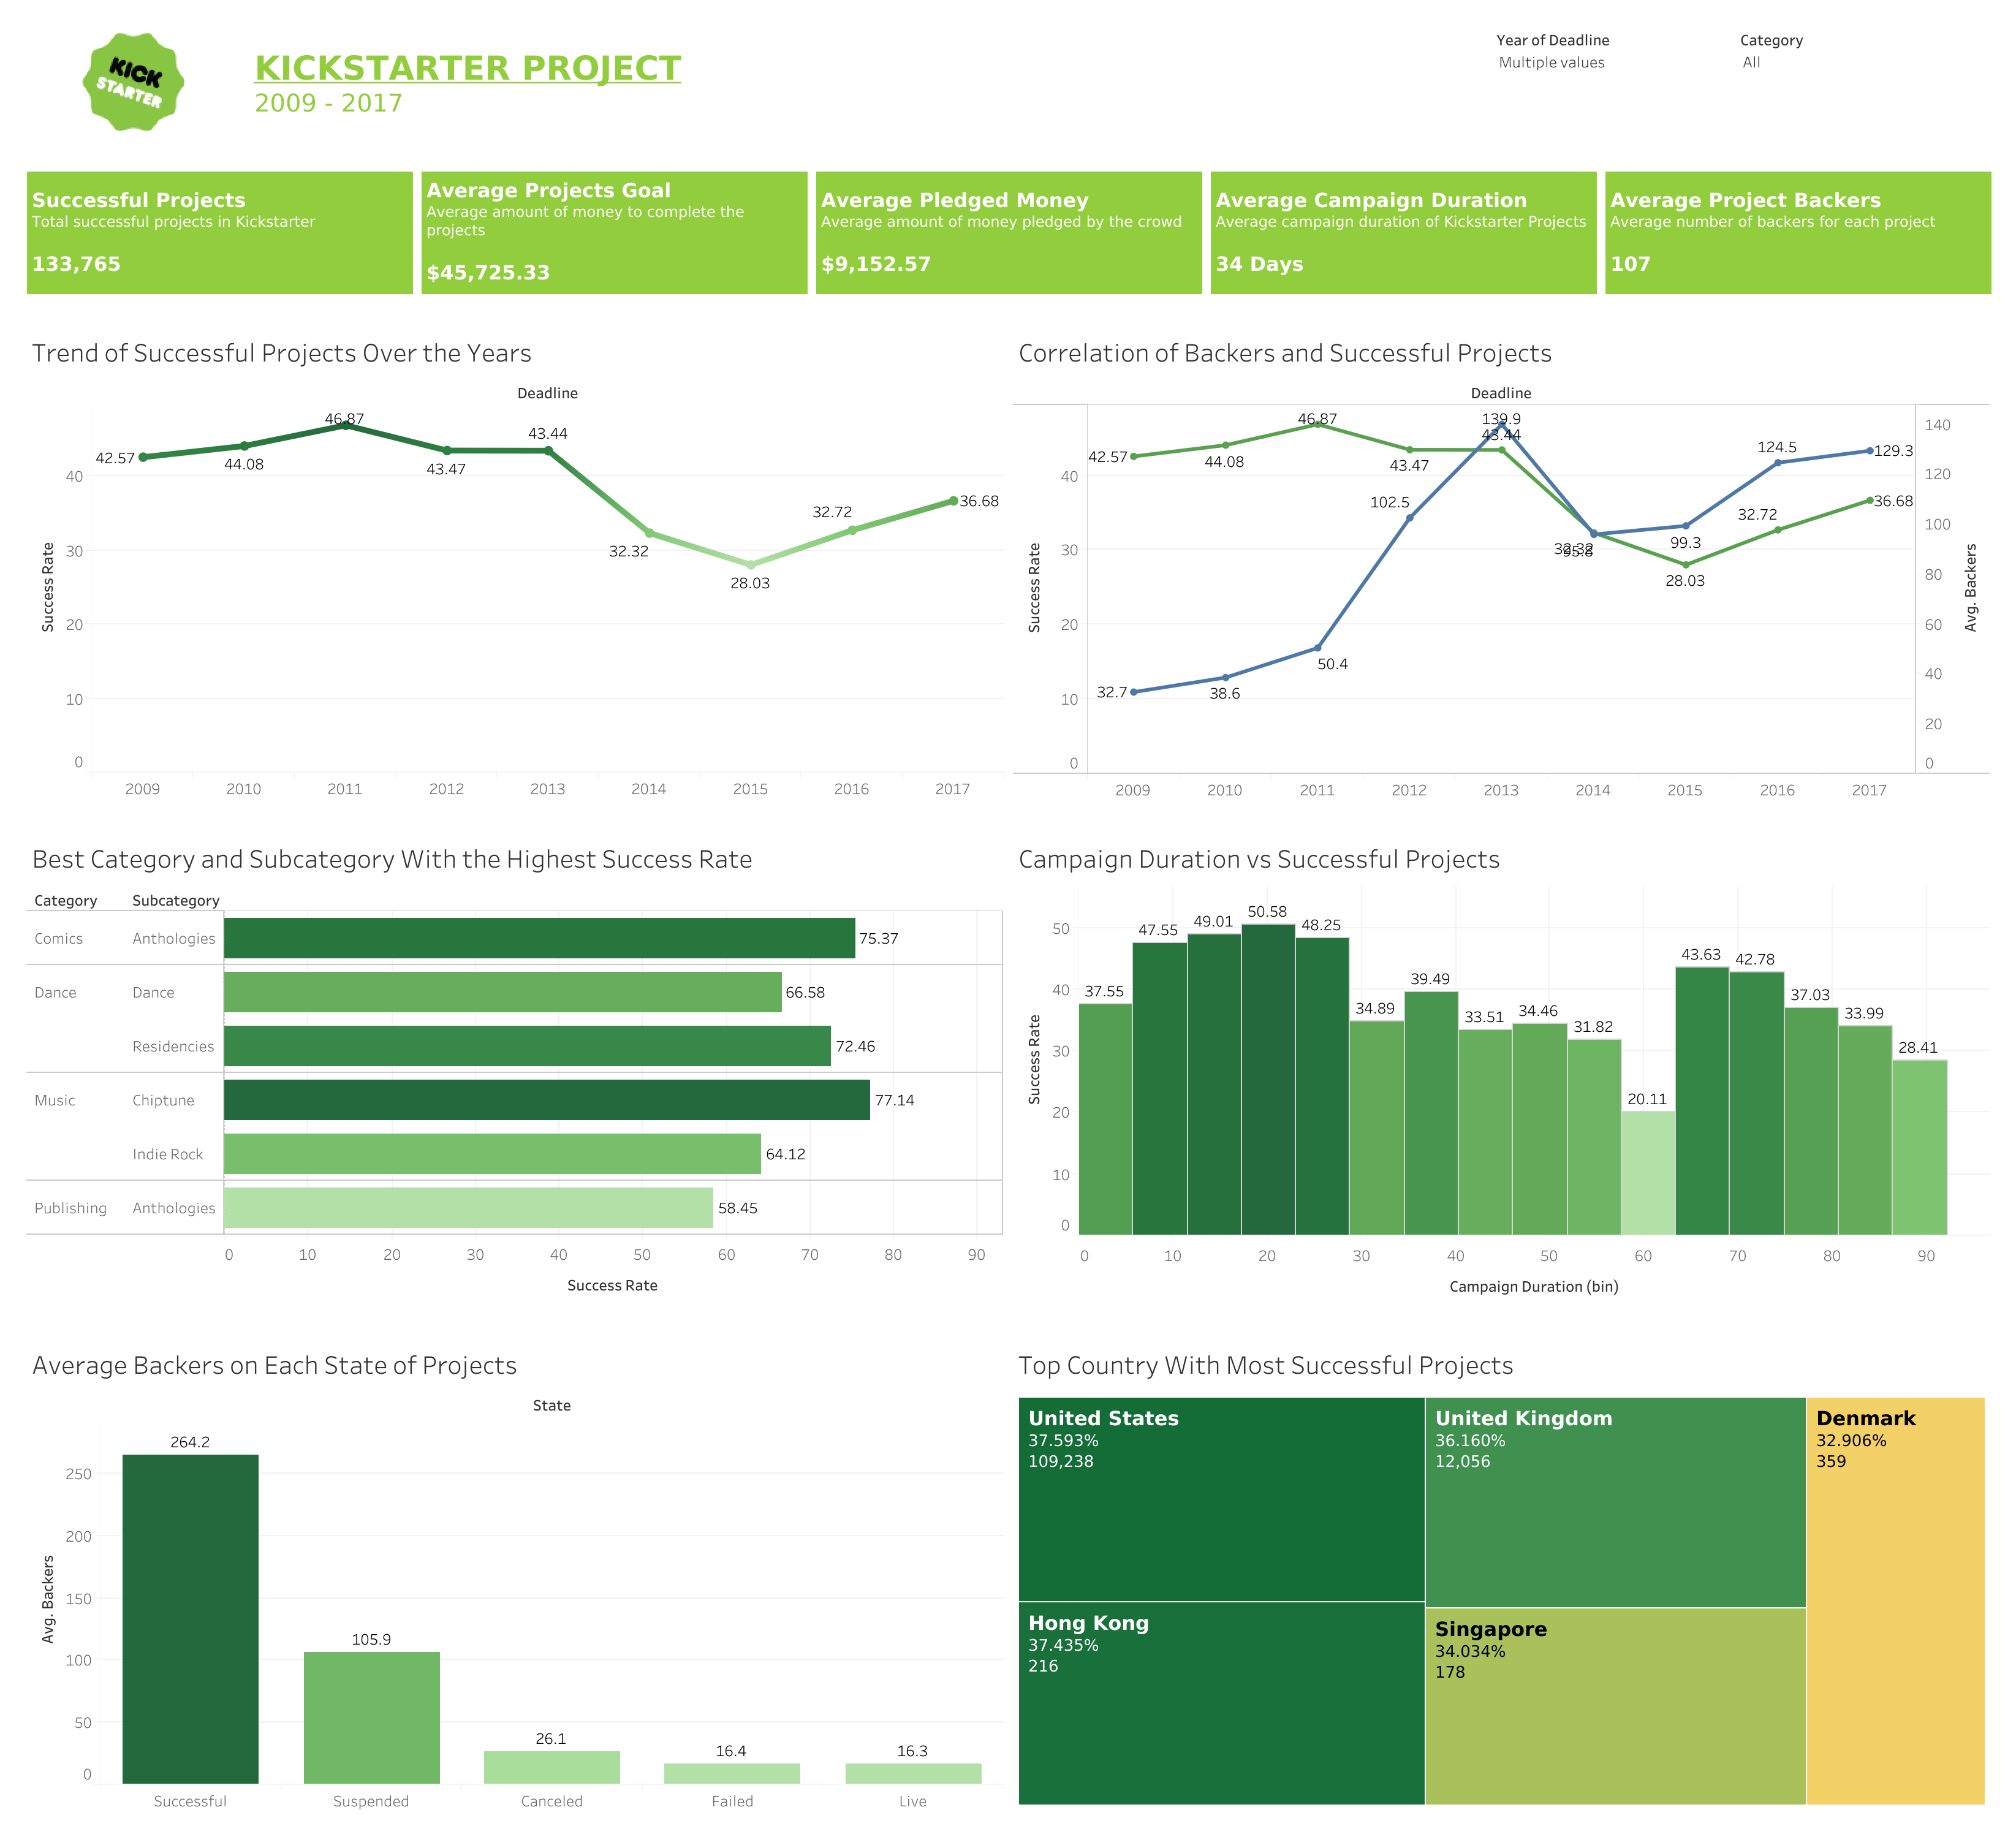 KICK
STARTER
KICKSTARTER PROJECT
2009 - 2017
Year of Deadline
Multiple values
Category
All
Successful Projects
Total successful projects in Kickstarter
133,765
Average Projects Goal
Average amount of money to complete the
projects
$45,725.33
Average Pledged Money
Average amount of money pledged by the crowd
$9,152.57
Average Campaign Duration
Average campaign duration of Kickstarter Projects
34 Days
Average Project Backers
Average number of backers for each project
107
Trend of Successful Projects Over the Years
Deadline
Success Rate
40
30
20
10
0
42.57
44.08
46.87
43.47
43.44
32.32
28.03
32.72
36.68
2009
2010
2011
2012
2013
2014
2015
2016
2017
Correlation of Backers and Successful Projects
Deadline
Success Rate
40
30
20
10
0
42.57
44.08
46.87
43.47
139.9
43.44
32.32
95.8
28.03
32.72
36.68
32.7
38.6
50.4
102.5
99.3
124.5
129.3
140
120
100
80
60
40
20
0
Avg. Backers
2009
2010
2011
2012
2013
2014
2015
2016
2017
Best Category and Subcategory With the Highest Success Rate
Category Subcategory
Comics Anthologies 75.37
Dance Dance 66.58
Residencies 72.46
Music Chiptune 77.14
Indie Rock 64.12
Publishing Anthologies 58.45
0 10 20 30 40 50 60 70 80 90
Success Rate
Campaign Duration vs Successful Projects
Success Rate
50
40
30
20
10
0
37.55
47.55
49.01
50.58
48.25
34.89
39.49
33.51
34.46
31.82
20.11
43.63
42.78
37.03
33.99
28.41
0 10 20 30 40 50 60 70 80 90
Campaign Duration (bin)
Average Backers on Each State of Projects
State
Avg. Backers
250
200
150
100
50
0
264.2
105.9
26.1
16.4
16.3
Successful
Suspended
Canceled
Failed
Live
Top Country With Most Successful Projects
United States
37.593%
109,238
Hong Kong
37.435%
216
United Kingdom
36.160%
12,056
Singapore
34.034%
178
Denmark
32.906%
359